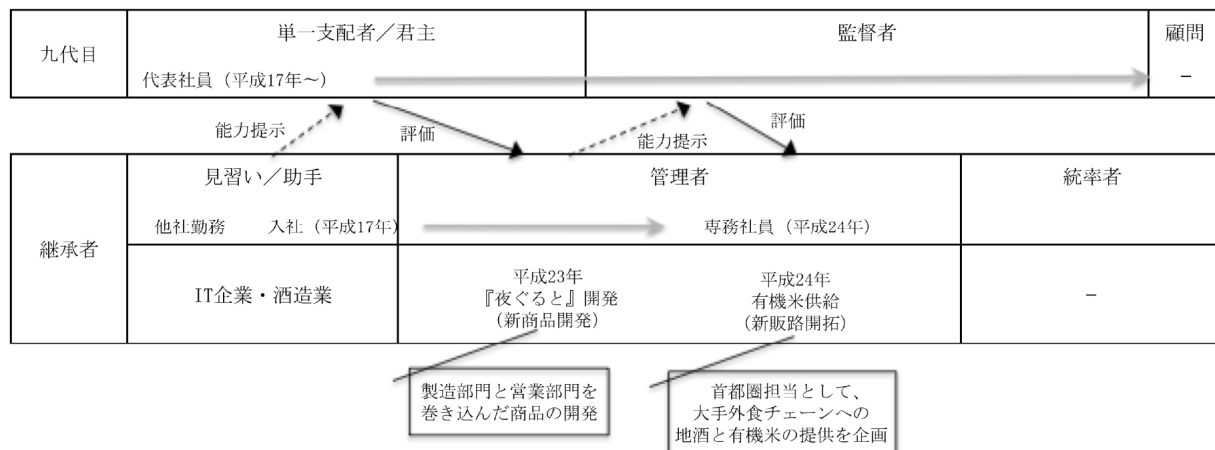 九代目
単一支配者／君主
監督者
顧問
代表社員（平成17年～）
－
能力提示
評価
能力提示
評価
継承者
見習い／助手
管理者
統率者
他社勤務
入社（平成17年）
専務社員（平成24年）
IT企業・酒造業
平成23年
『夜ぐると』開発
（新商品開発）
平成24年
有機米供給
（新販路開拓）
－
製造部門と営業部門を
巻き込んだ商品の開発
首都圏担当として、
大手外食チェーンへの
地酒と有機米の提供を企画